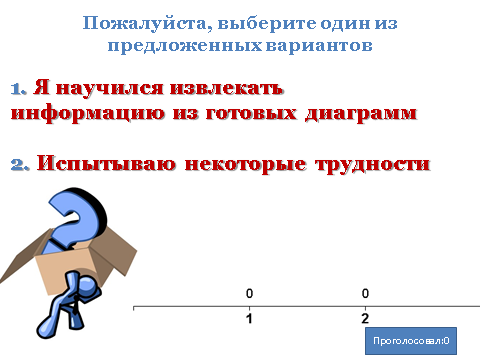 Пожалуйста, выберите один из
предложенных вариантов
1. Я научился извлекать
информацию из готовых диаграмм
2. Испытываю некоторые трудности
0 0
1 2
Проголосовал:0